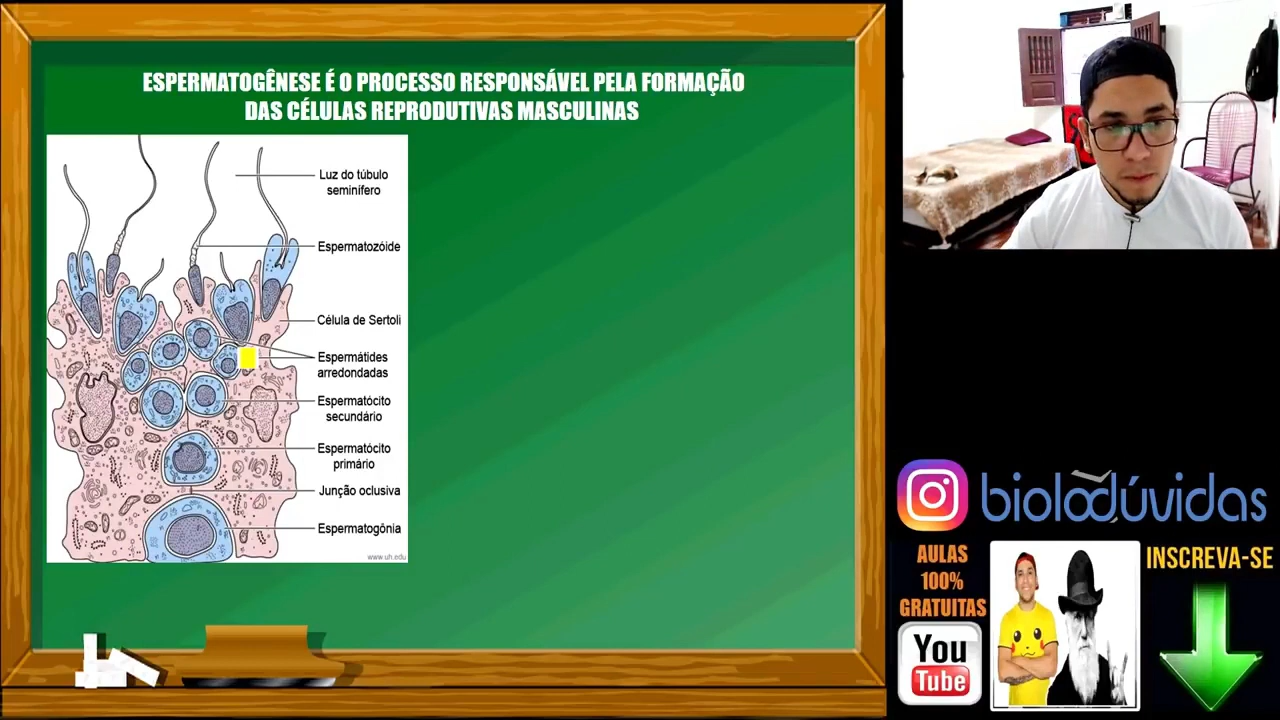 ESPERMATOGÊNESE É O PROCESSO RESPONSÁVEL PELA FORMAÇÃO
DAS CÉLULAS REPRODUTIVAS MASCULINAS
Luz do túbulo
seminífero
Espermatozóide
Célula de Sertoli
Espermátides
arredondadas
Espermatócito
secundário
Espermatócito
primário
Junção oclusiva
Espermatogônia
www.uh.edu
biolodúvidas
AULAS
100%
GRATUITAS
You
Tube
INSCREVA-SE